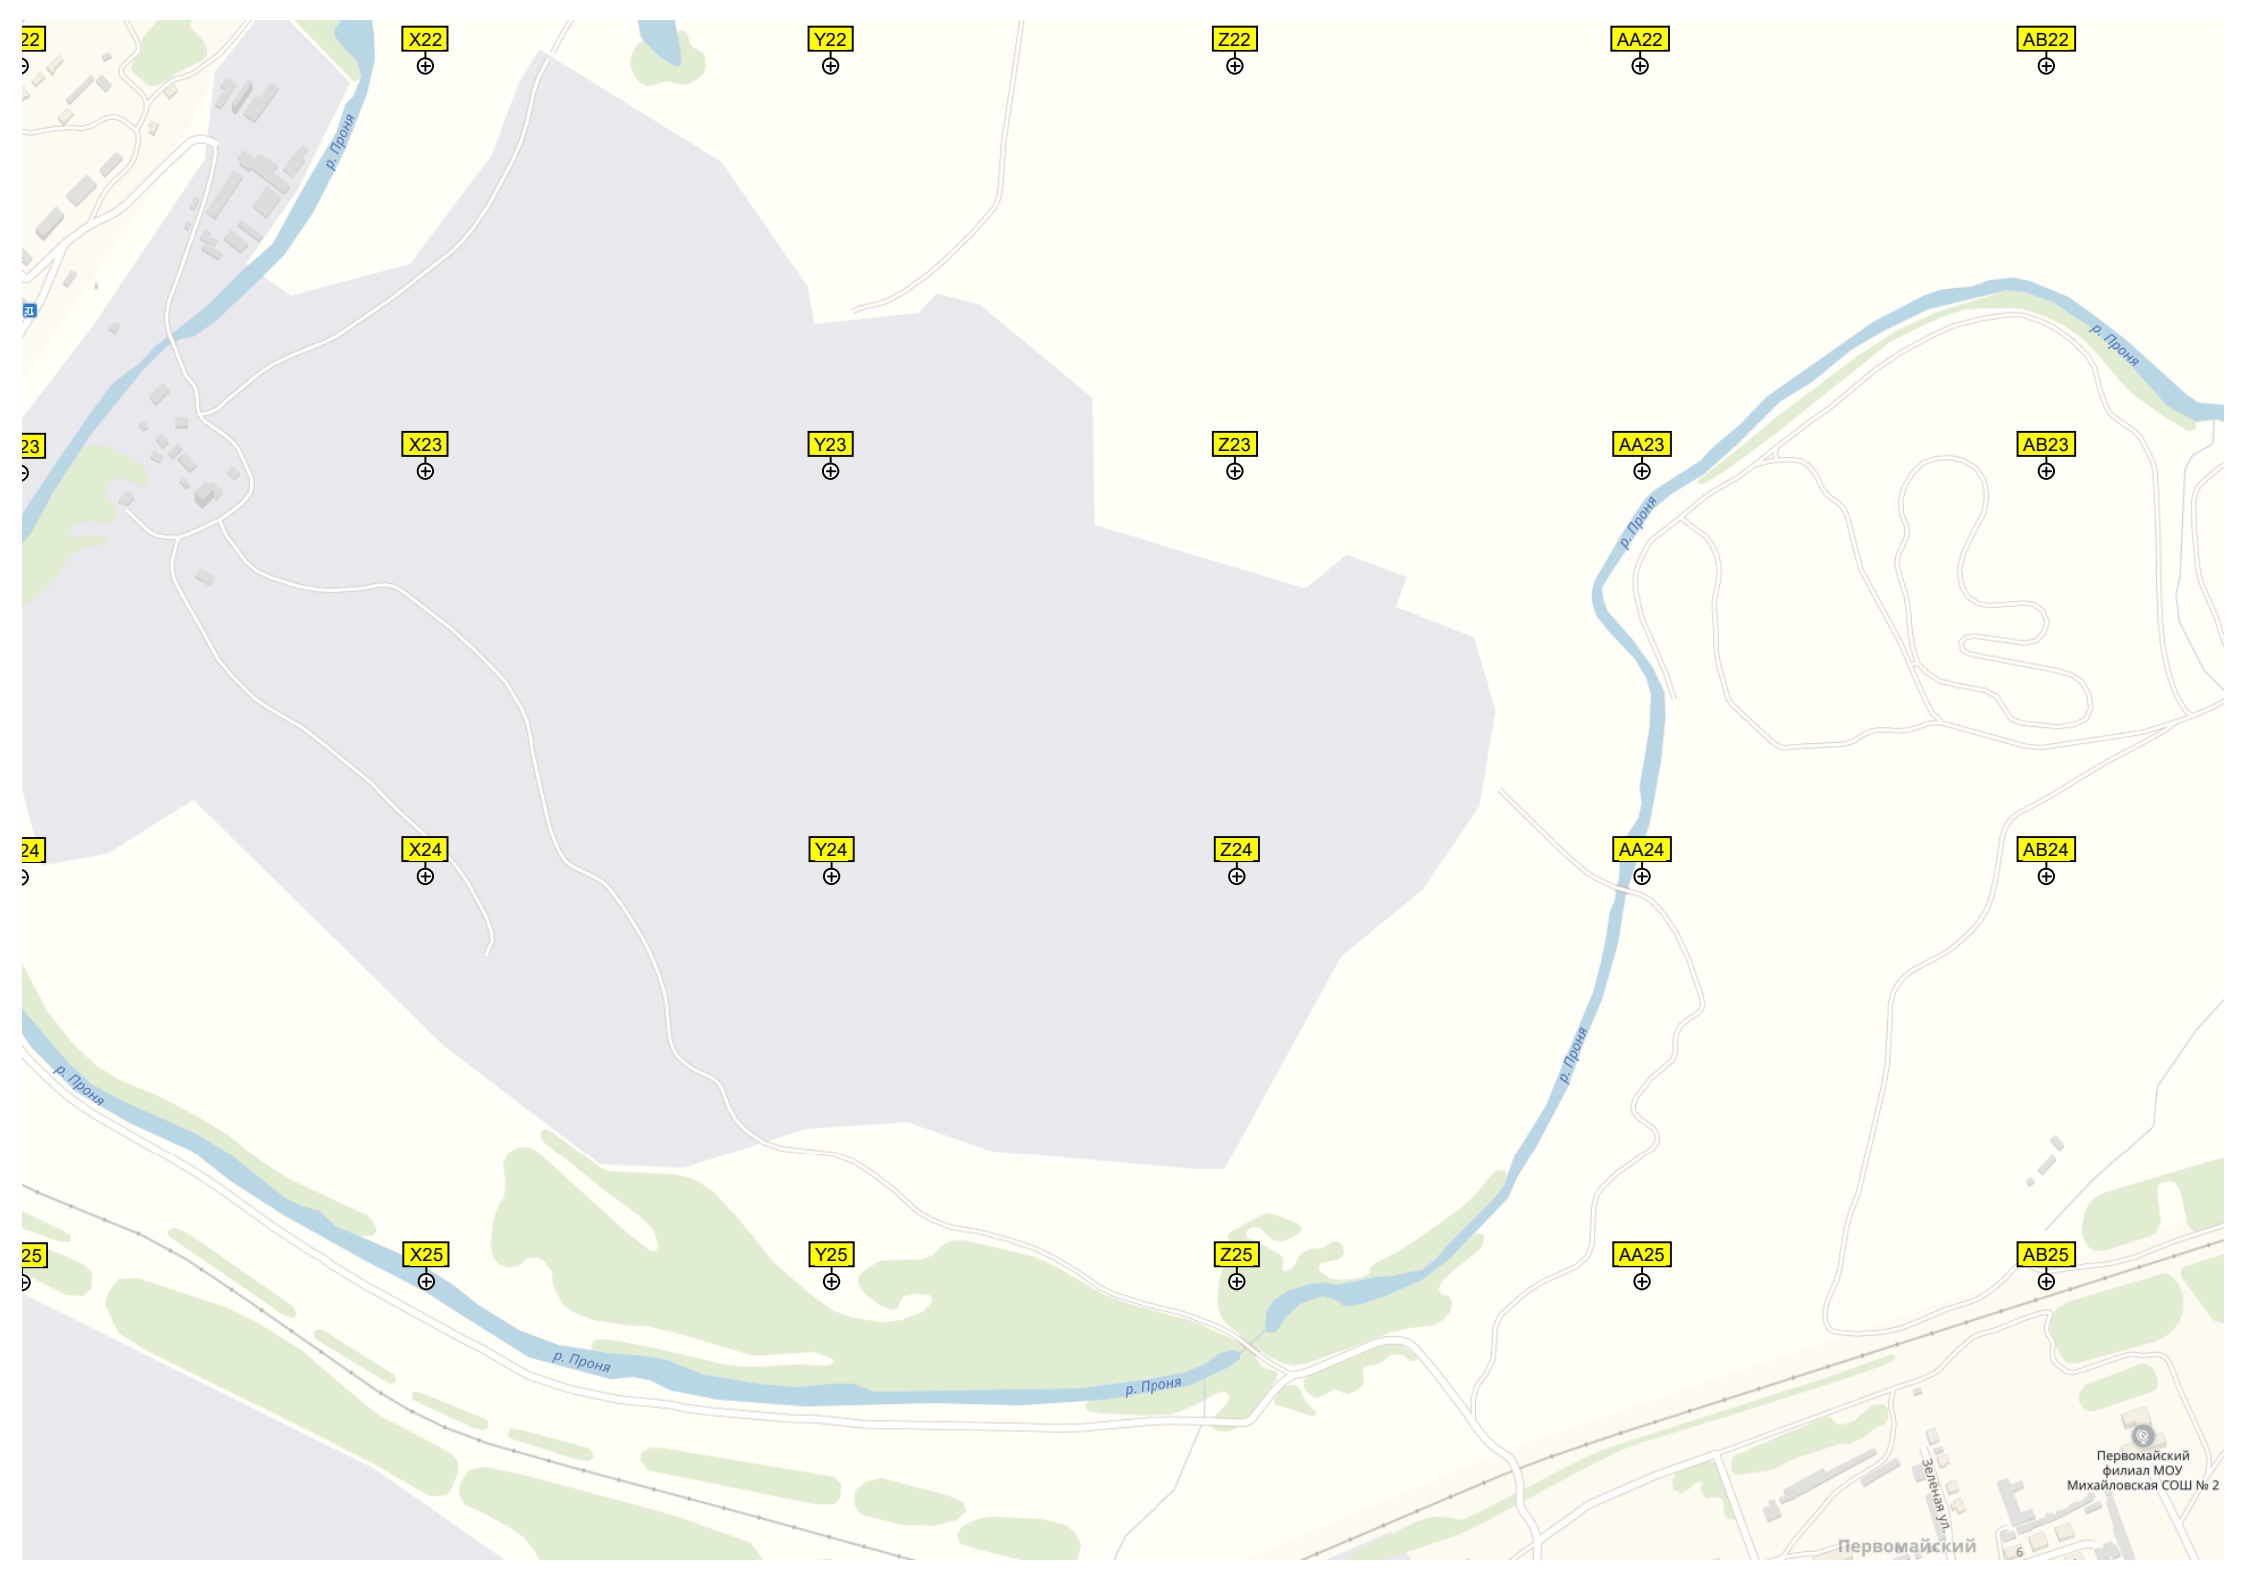 22
X22
Y22
Z22
AA22
AB22
р. Проня
р. Проня
23
X23
Y23
Z23
AA23
AB23
р. Проня
24
X24
Y24
Z24
AA24
AB24
р. Проня
р. Проня
25
X25
Y25
Z25
AA25
AB25
р. Проня
р. Проня
Первомайский
филиал МОУ
Михайловская СОШ № 2
Зелёная ул.
Первомайский
6